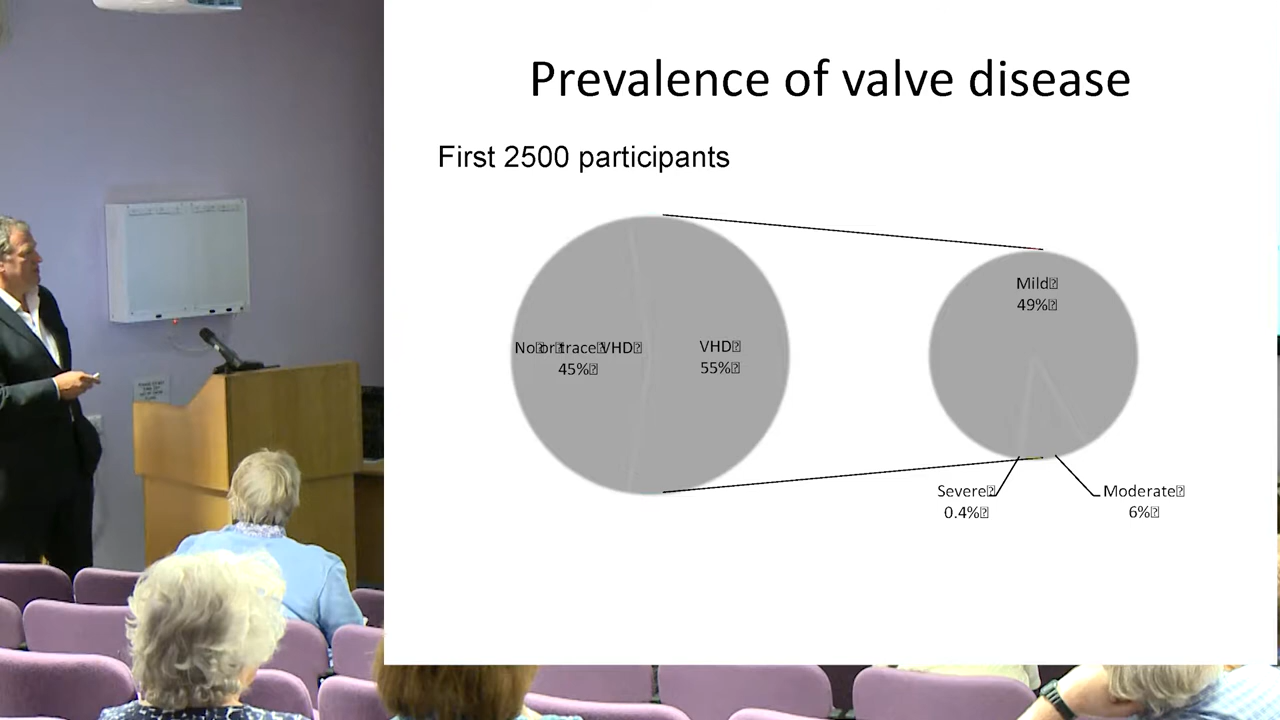 Prevalence of valve disease
First 2500 participants
Mild
49%
No or trace VHD
45%
VHD
55%
Severe
0.4%
Moderate
6%